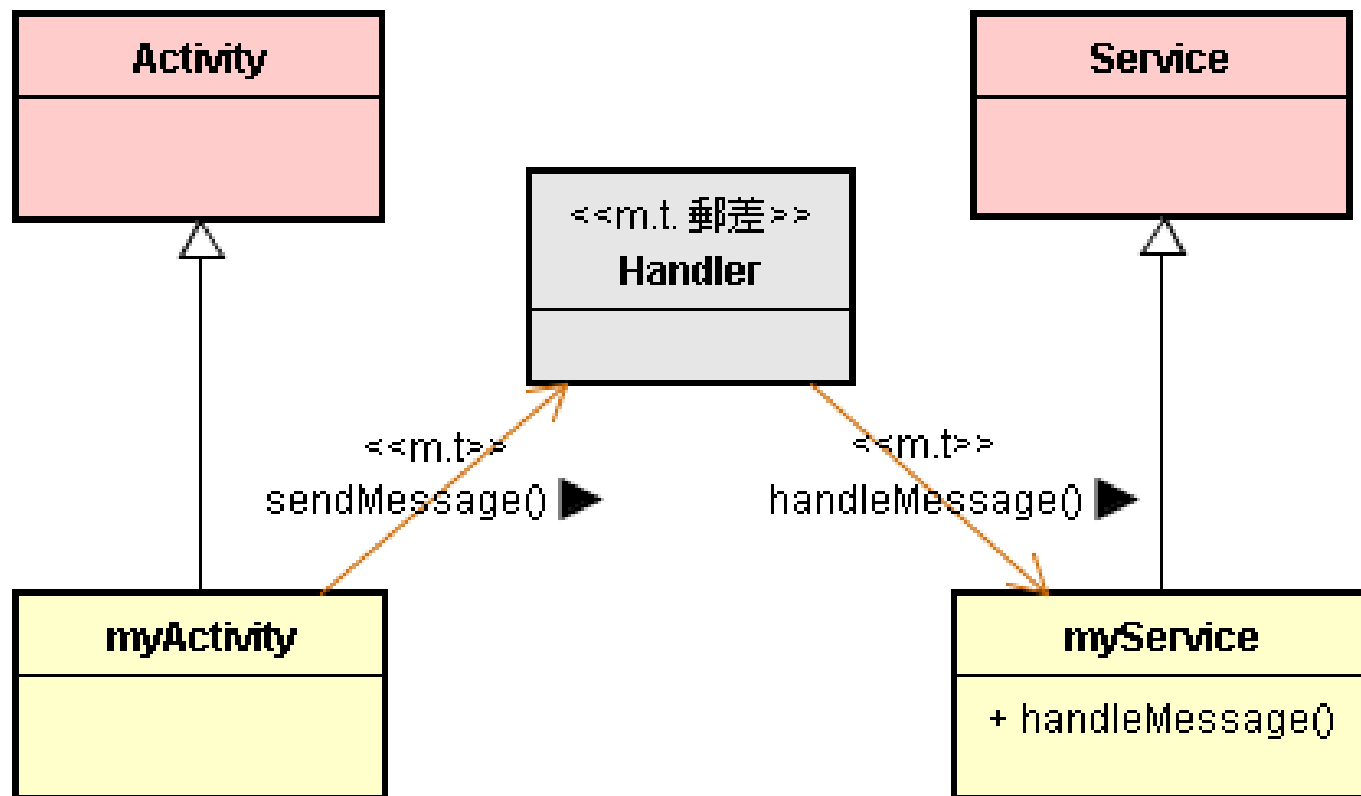 Activity
Service
<<m.t. 郵差>>
Handler
<<m.t>>
sendMessage()
<<m.t>>
handleMessage()
myActivity
myService
+ handleMessage()